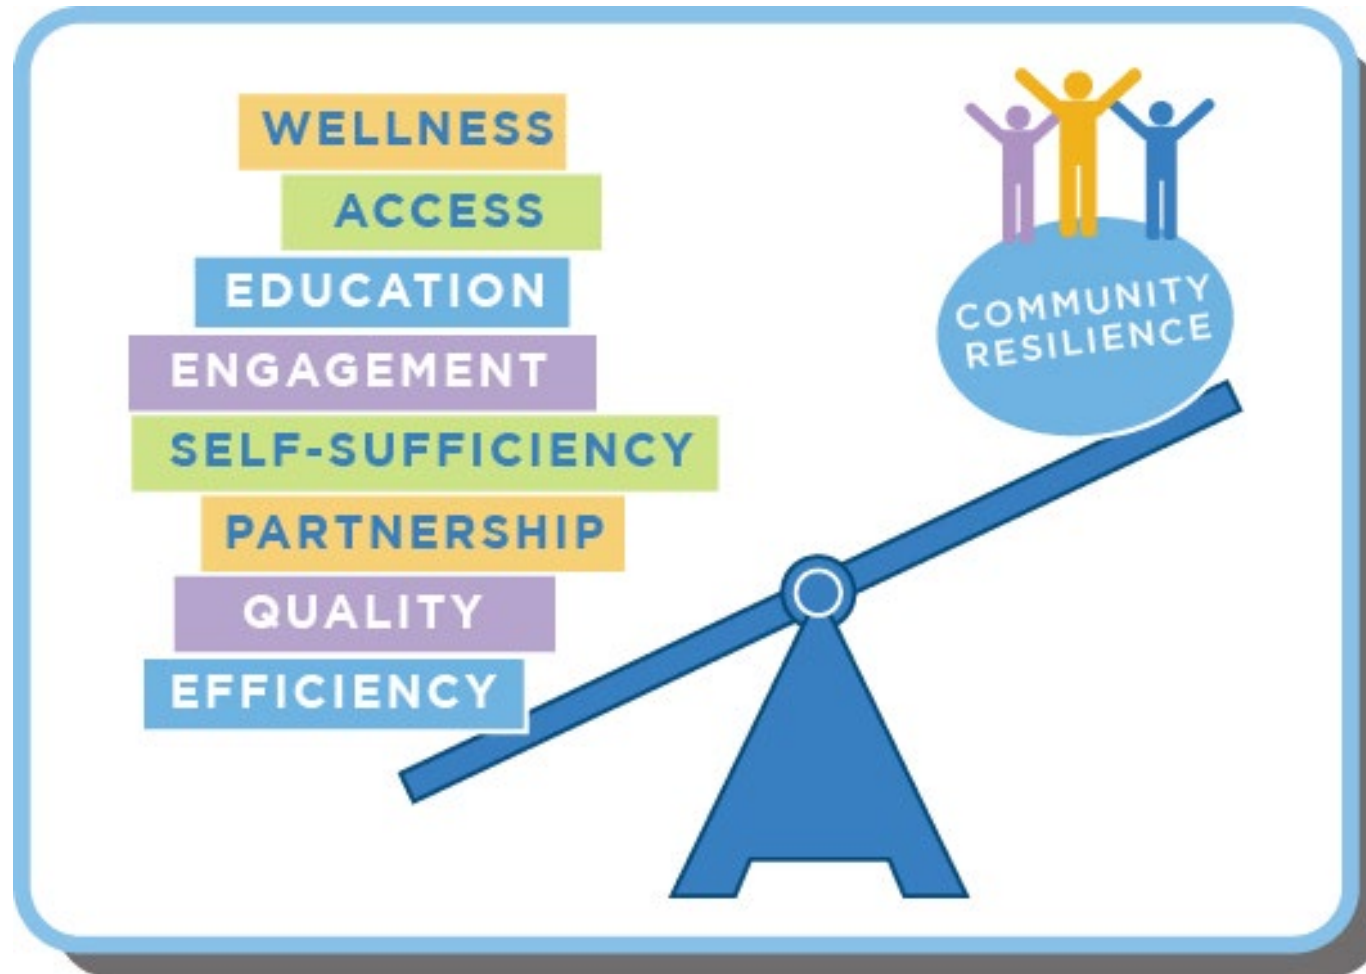 WELLNESS
ACCESS
EDUCATION
ENGAGEMENT
SELF-SUFFICIENCY
PARTNERSHIP
QUALITY
EFFICIENCY
COMMUNITY
RESILIENCE